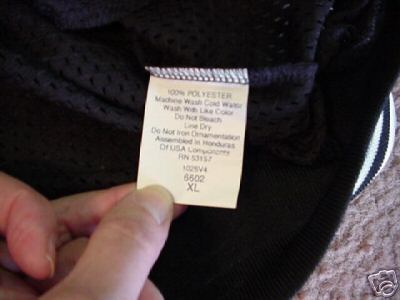 100% POLYESTER
Machine Wash Cold Water
Wash With Like Color
Do Not Bleach
Line Dry
Do Not Iron Ornamentation
Assembled in Honduras
Of USA Components
RN 53157
1025V4
6602
XL